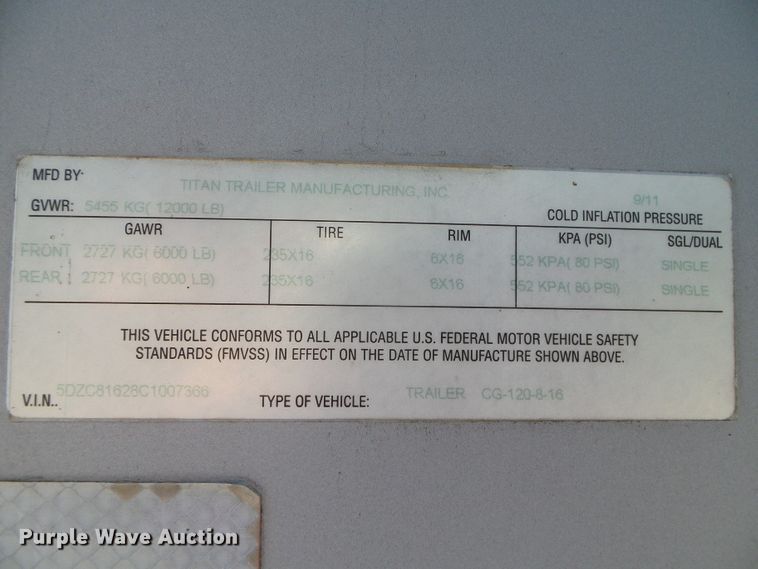 MFD BY: TITAN TRAILER MANUFACTURING, INC. 9/11
GVWR: 5455 KG( 12000 LB) COLD INFLATION PRESSURE
GAWR TIRE RIM KPA (PSI) SGL/DUAL
FRONT 2727 KG( 6000 LB) 235X16 6X16 552 KPA( 80 PSI) SINGLE
REAR 1 2727 KG( 6000 LB) 235X16 6X16 552 KPA( 80 PSI) SINGLE
THIS VEHICLE CONFORMS TO ALL APPLICABLE U.S. FEDERAL MOTOR VEHICLE SAFETY
STANDARDS (FMVSS) IN EFFECT ON THE DATE OF MANUFACTURE SHOWN ABOVE.
V.I.N.. 5DZC81628C1007366 TYPE OF VEHICLE: TRAILER CG-120-8-16
Purple Wave Auction